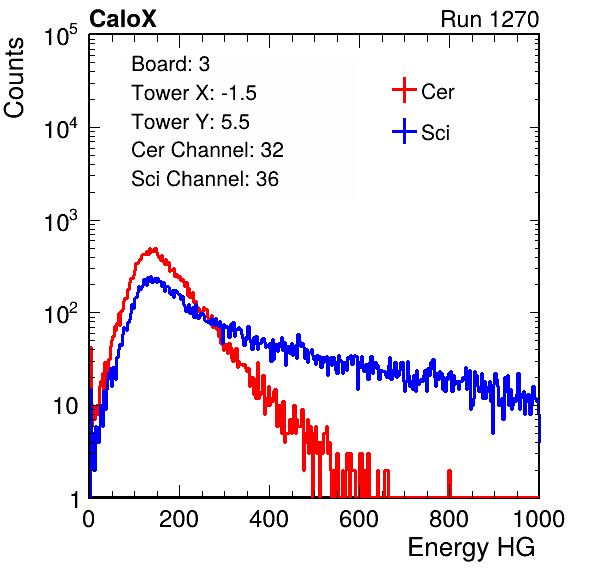 CaloX Run 1270
Counts
10^5
10^4
10^3
10^2
10
1
Board: 3
Tower X: -1.5
Tower Y: 5.5
Cer Channel: 32
Sci Channel: 36
Cer
Sci
0 200 400 600 800 1000
Energy HG